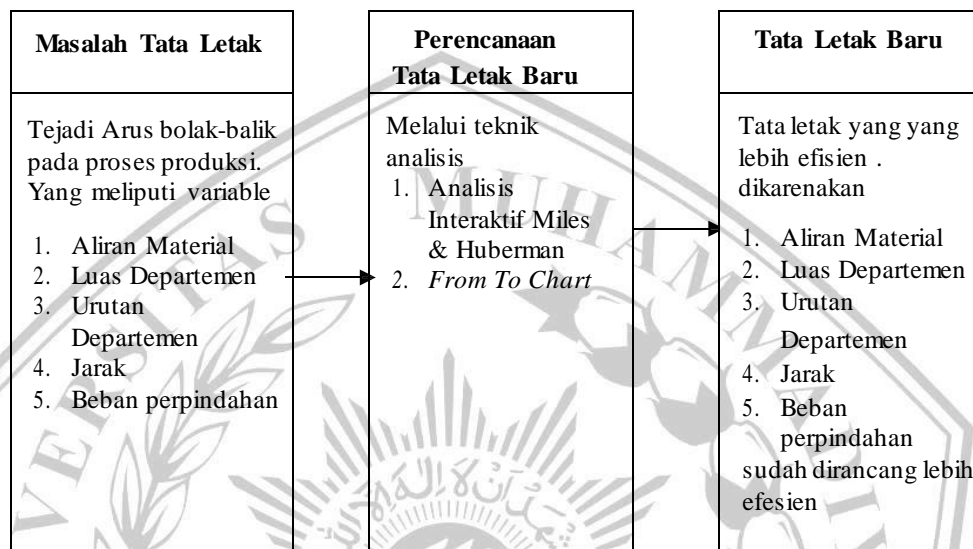 Masalah Tata Letak
Tejadi Arus bolak-balik
pada proses produksi.
Yang meliputi variable
1. Aliran Material
2. Luas Departemen
3. Urutan
Departemen
4. Jarak
5. Beban perpindahan
Perencanaan
Tata Letak Baru
Melalui teknik
analisis
1. Analisis
Interaktif Miles
& Huberman
2. From To Chart
Tata Letak Baru
Tata letak yang yang
lebih efisien .
dikarenakan
1. Aliran Material
2. Luas Departemen
3. Urutan
Departemen
4. Jarak
5. Beban
perpindahan
sudah dirancang lebih
efesien
VERSITAS MUHAMMADI